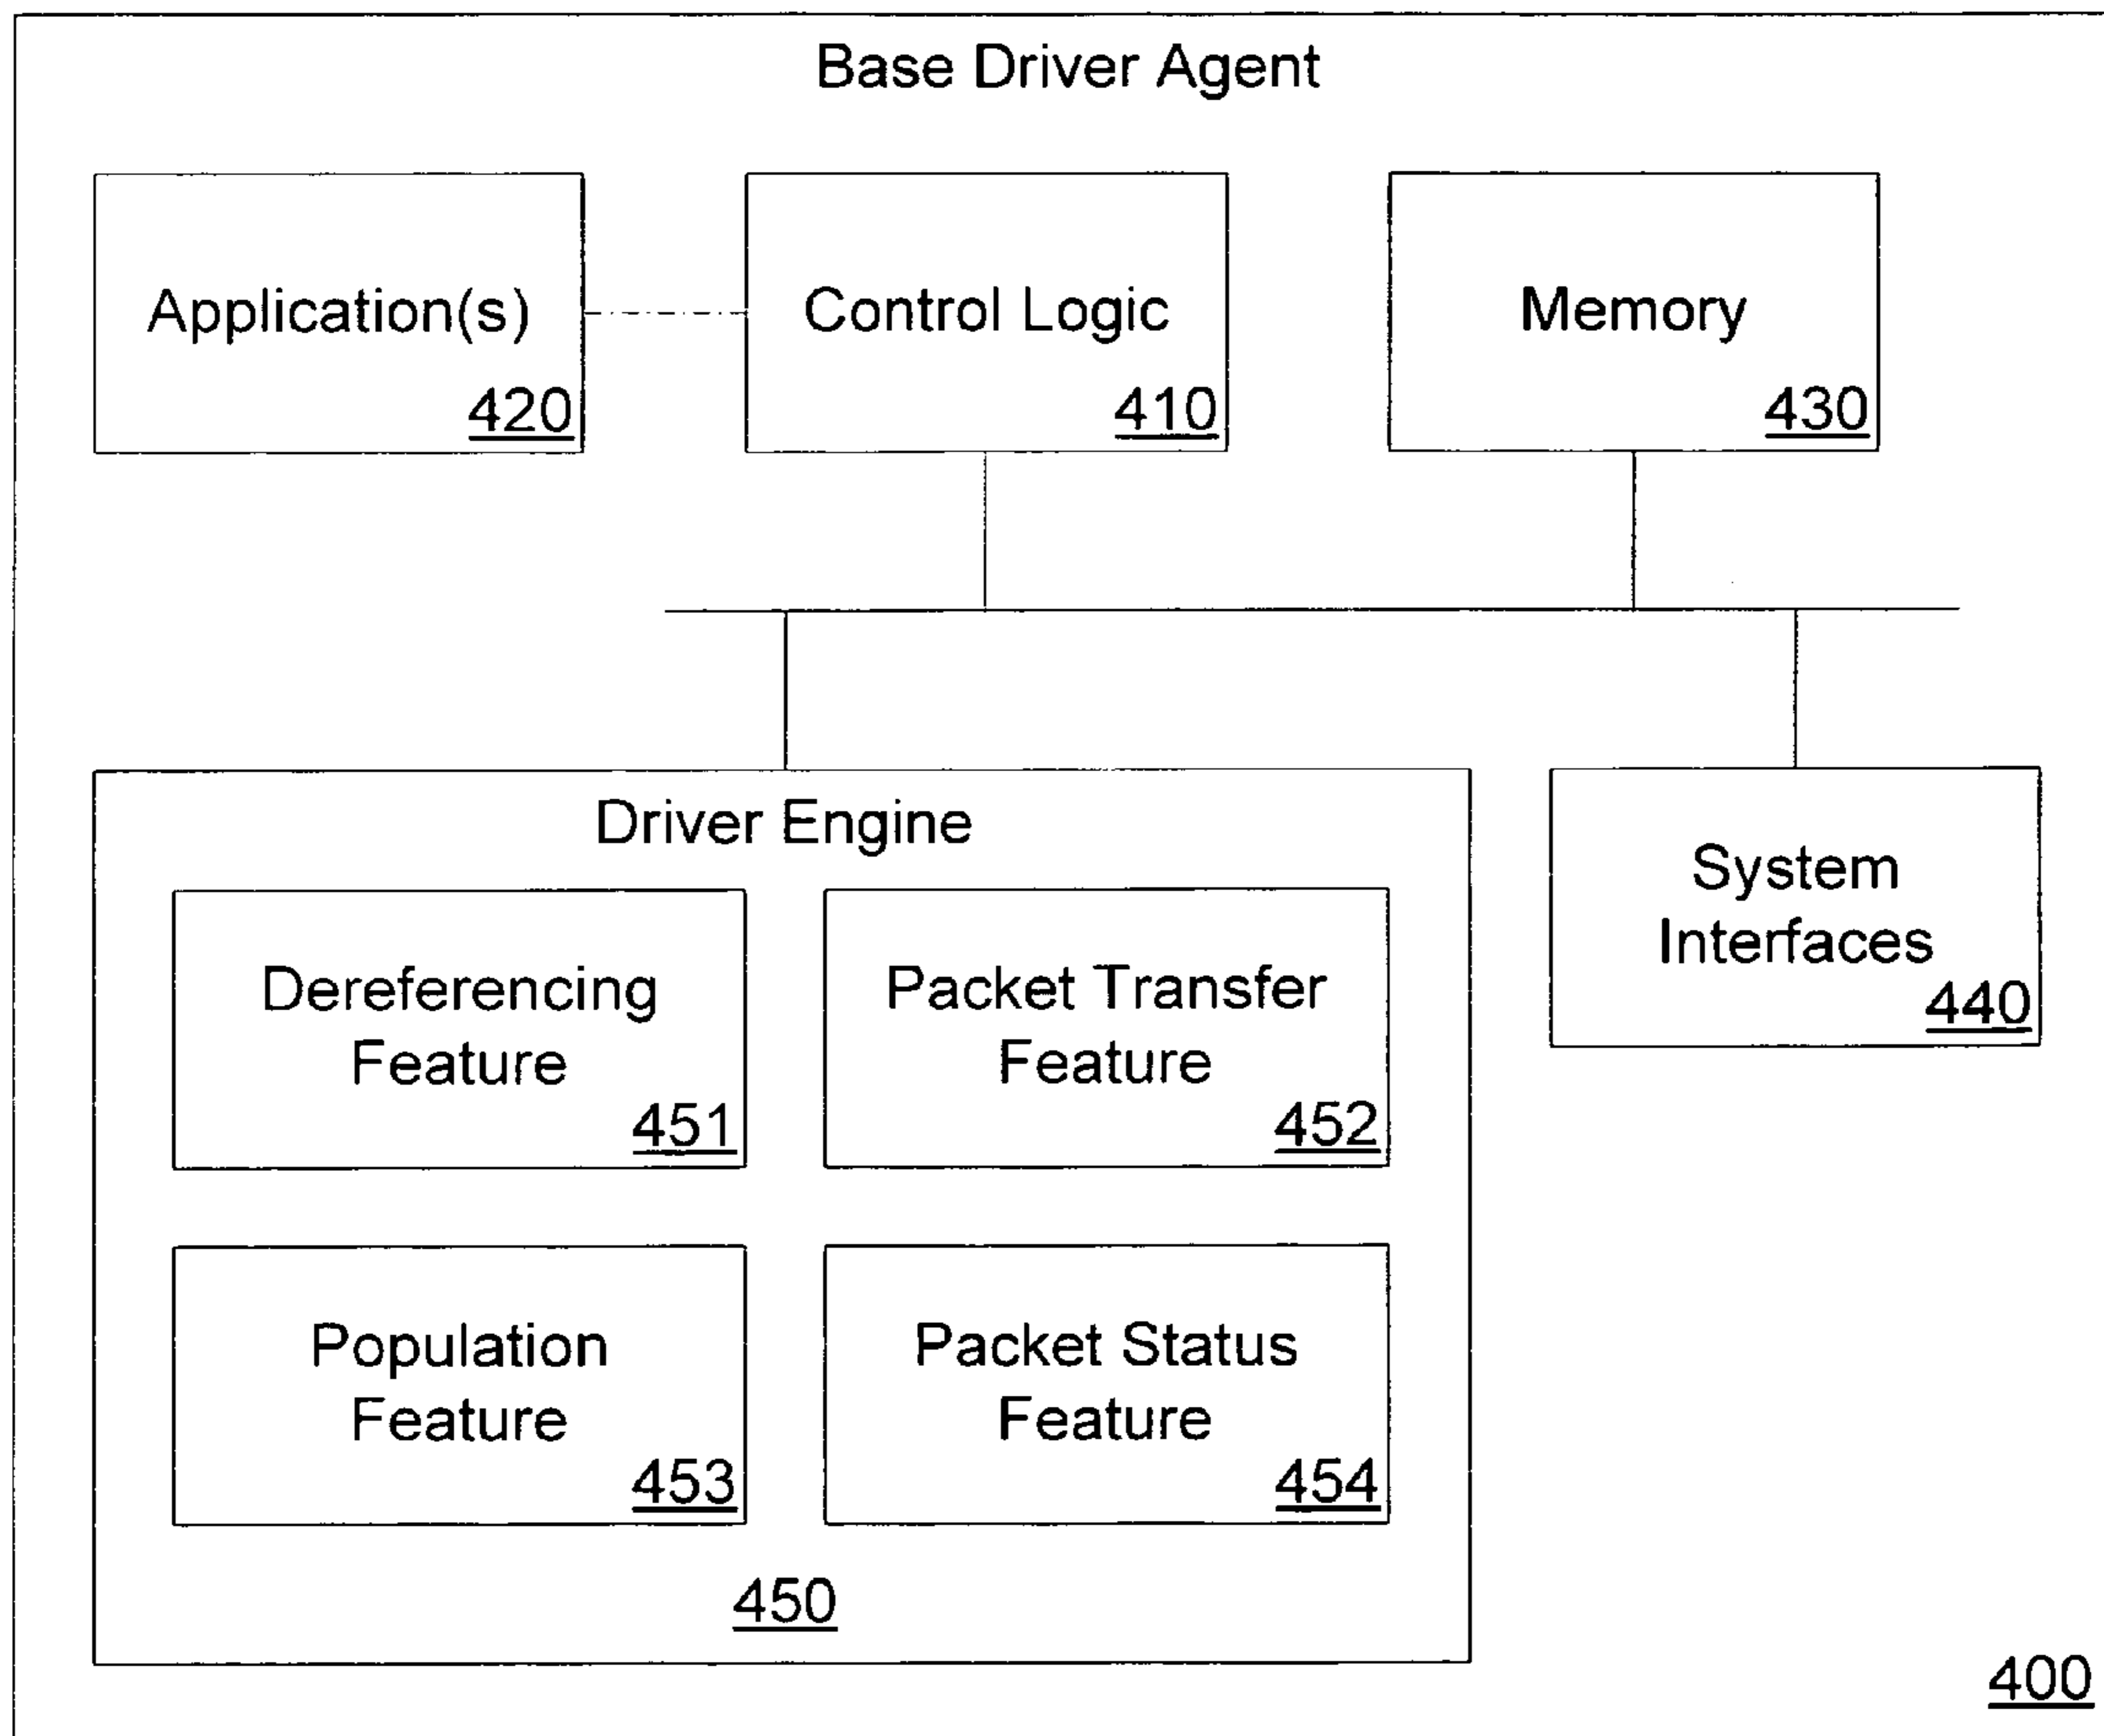 Base Driver Agent
Application(s)
420
Control Logic
410
Memory
430
Driver Engine
Dereferencing
Feature
451
Packet Transfer
Feature
452
Population
Feature
453
Packet Status
Feature
454
450
System
Interfaces
440
400